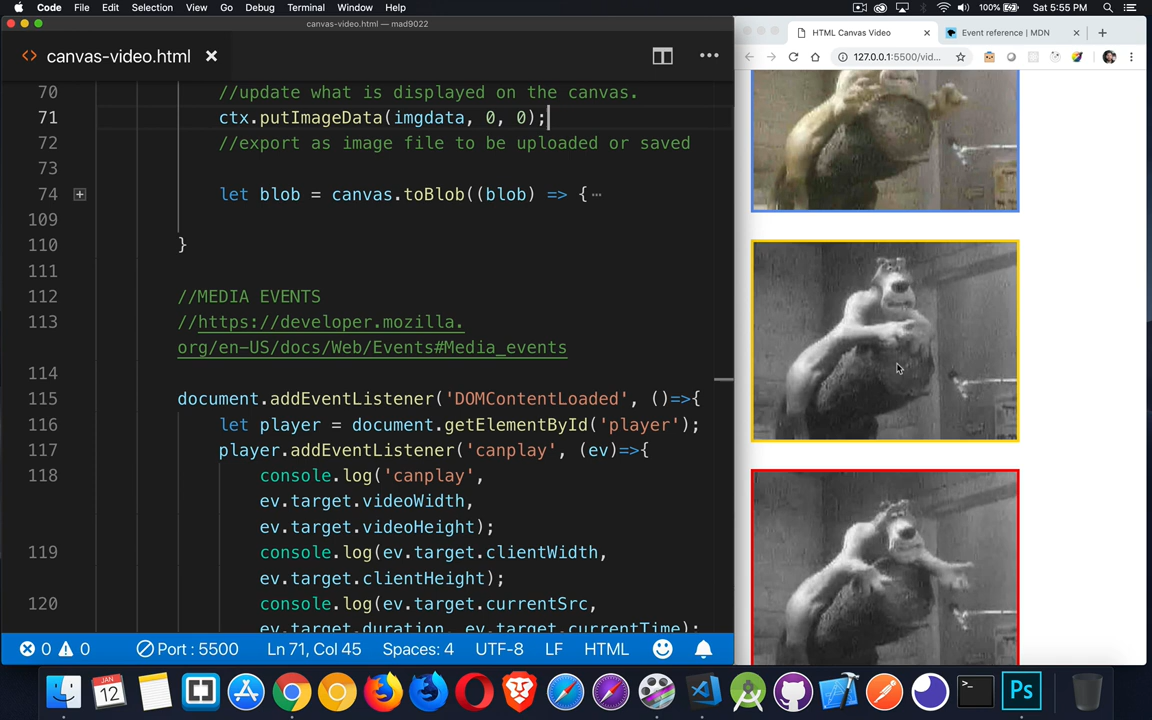 Code File Edit Selection View Go Debug Terminal Window Help 100% Sat 5:55 PM
canvas-video.html — mad9022
<> canvas-video.html
70 //update what is displayed on the canvas.
71 ctx.putImageData(imgdata, 0, 0);
72 //export as image file to be uploaded or saved
73
74 let blob = canvas.toBlob((blob) => { ⋯
109
110 }
111
112 //MEDIA EVENTS
113 //https://developer.mozilla.
org/en-US/docs/Web/Events#Media_events
114
115 document.addEventListener('DOMContentLoaded', ()=>{
116 let player = document.getElementById('player');
117 player.addEventListener('canplay', (ev)=>{
118 console.log('canplay',
ev.target.videoWidth,
ev.target.videoHeight);
119 console.log(ev.target.clientWidth,
ev.target.clientHeight);
120 console.log(ev.target.currentSrc,
ev.target.duration, ev.target.currentTime);
0 0 Port : 5500 Ln 71, Col 45 Spaces: 4 UTF-8 LF HTML
HTML Canvas Video
Event reference | MDN
127.0.0.1:5500/vid...
JAN
12
>_
Ps